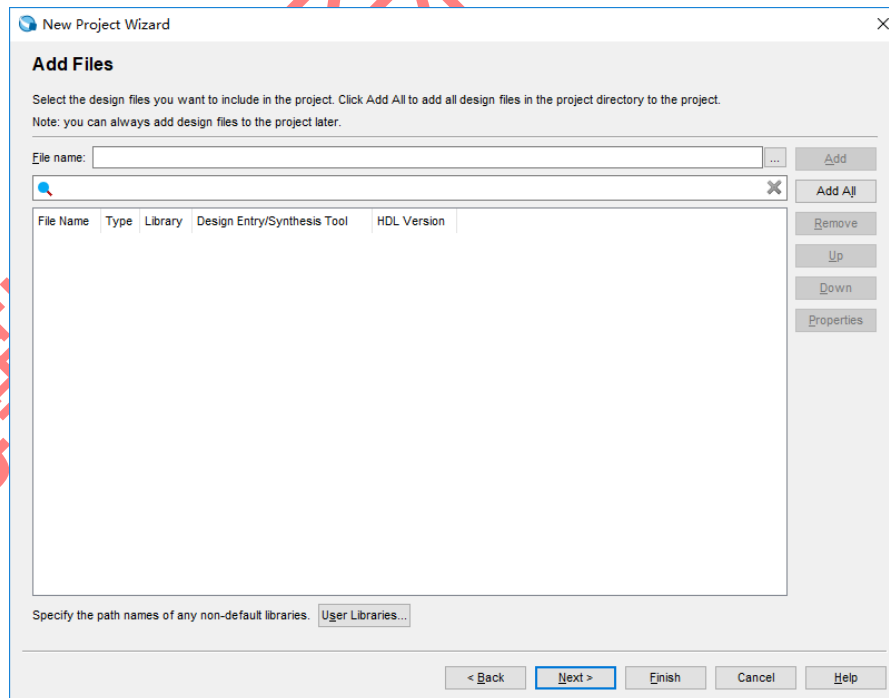 New Project Wizard
Add Files
Select the design files you want to include in the project. Click Add All to add all design files in the project directory to the project.
Note: you can always add design files to the project later.
File name:
...
Add
Add All
File Name Type Library Design Entry/Synthesis Tool HDL Version
Remove
Up
Down
Properties
Specify the path names of any non-default libraries. User Libraries...
< Back Next > Finish Cancel Help